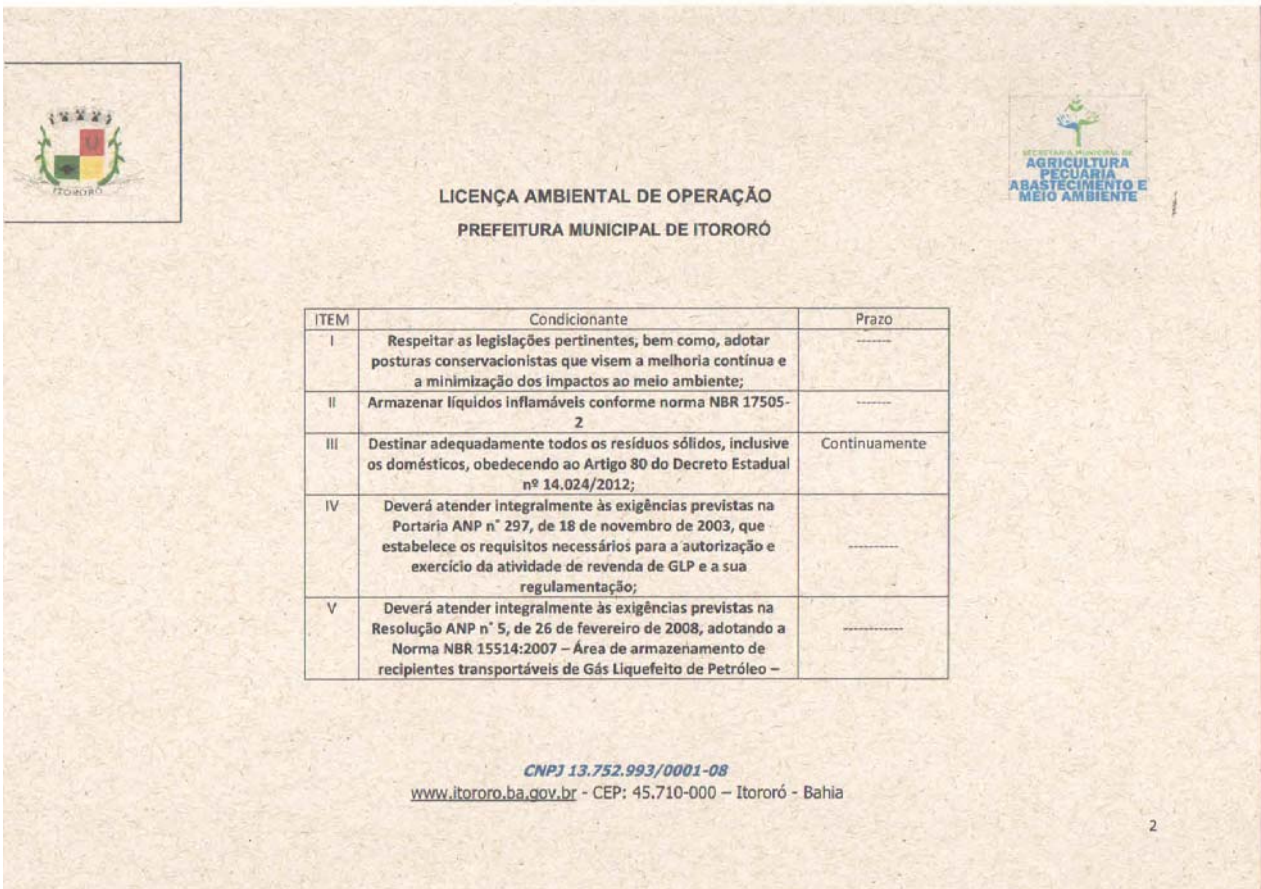 ITORORÓ
SECRETARIA MUNICIPAL DE
AGRICULTURA
PECUÁRIA
ABASTECIMENTO E
MEIO AMBIENTE
LICENÇA AMBIENTAL DE OPERAÇÃO
PREFEITURA MUNICIPAL DE ITORORÓ
ITEM Condicionante Prazo
I Respeitar as legislações pertinentes, bem como, adotar -------
posturas conservacionistas que visem a melhoria contínua e
a minimização dos impactos ao meio ambiente;
II Armazenar líquidos inflamáveis conforme norma NBR 17505- --------
2
III Destinar adequadamente todos os resíduos sólidos, inclusive Continuamente
os domésticos, obedecendo ao Artigo 80 do Decreto Estadual
nº 14.024/2012;
IV Deverá atender integralmente às exigências previstas na
Portaria ANP n° 297, de 18 de novembro de 2003, que
estabelece os requisitos necessários para a autorização e ----------
exercício da atividade de revenda de GLP e a sua
regulamentação;
V Deverá atender integralmente às exigências previstas na
Resolução ANP n° 5, de 26 de fevereiro de 2008, adotando a ------------
Norma NBR 15514:2007 – Área de armazenamento de
recipientes transportáveis de Gás Liquefeito de Petróleo –
CNPJ 13.752.993/0001-08
www.itororo.ba.gov.br - CEP: 45.710-000 – Itororó - Bahia
2